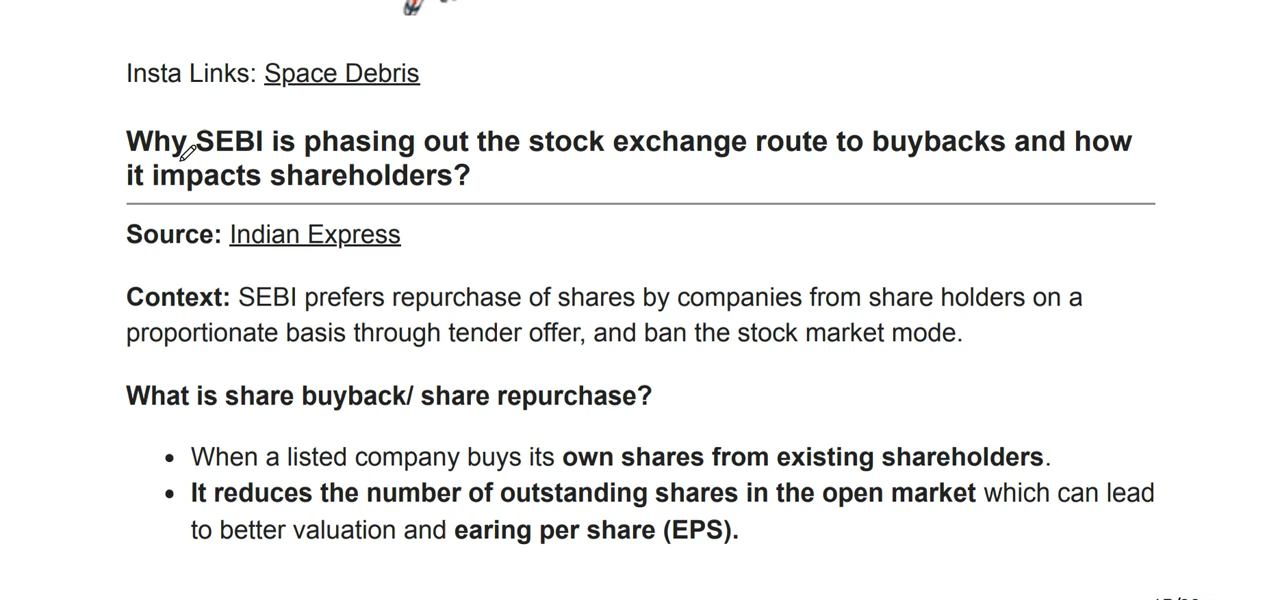 Insta Links: Space Debris
Why SEBI is phasing out the stock exchange route to buybacks and how
it impacts shareholders?
Source: Indian Express
Context: SEBI prefers repurchase of shares by companies from share holders on a
proportionate basis through tender offer, and ban the stock market mode.
What is share buyback/ share repurchase?
• When a listed company buys its own shares from existing shareholders.
• It reduces the number of outstanding shares in the open market which can lead
to better valuation and earing per share (EPS).